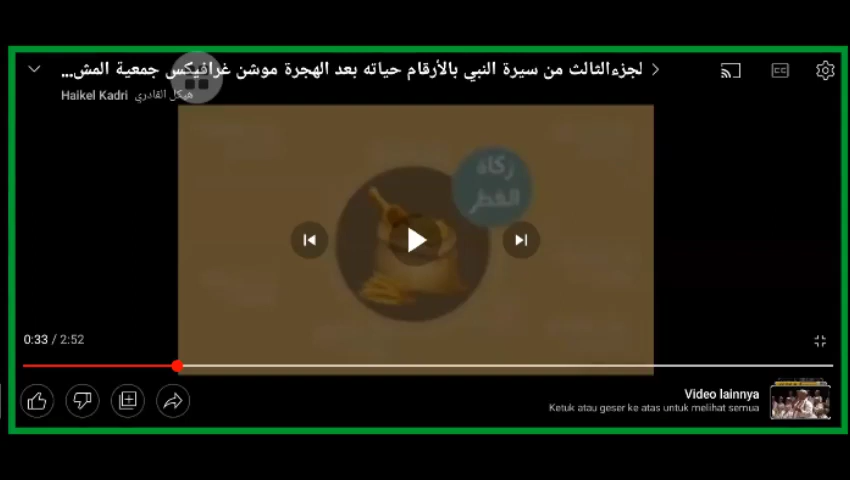 لجزءالثالث من سيرة النبي بالأرقام حياته بعد الهجرة موشن غرافيكس جمعية المش...
Haikel Kadri هيكل القادري
زكاة
الفطر
0:33 / 2:52
Video lainnya
Ketuk atau geser ke atas untuk melihat semua